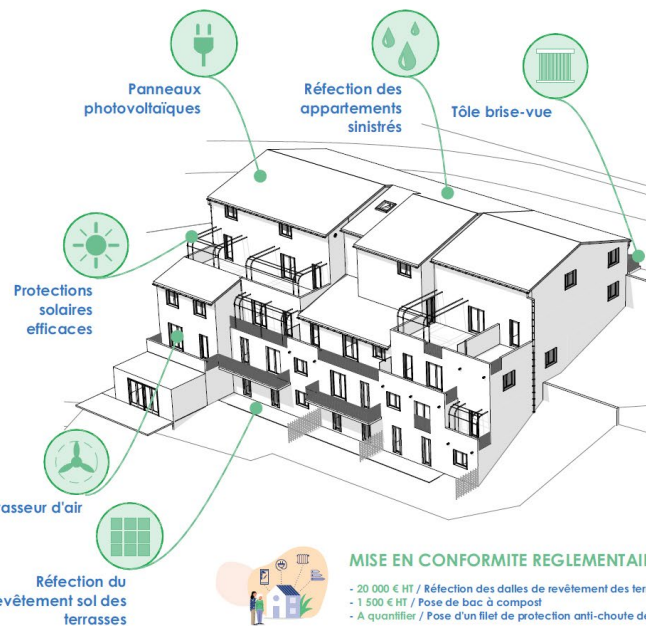 Panneaux
photovoltaïques
Réfection des
appartements
sinistrés
Tôle brise-vue
Protections
solaires
efficaces
asseur d'air
Réfection du
evêtement sol des
terrasses
MISE EN CONFORMITE REGLEMENTAI
- 20 000 € HT / Réfection des dalles de revêtement des ter
- 1 500 € HT / Pose de bac à compost
- A quantifier / Pose d'un filet de protection anti-choute de